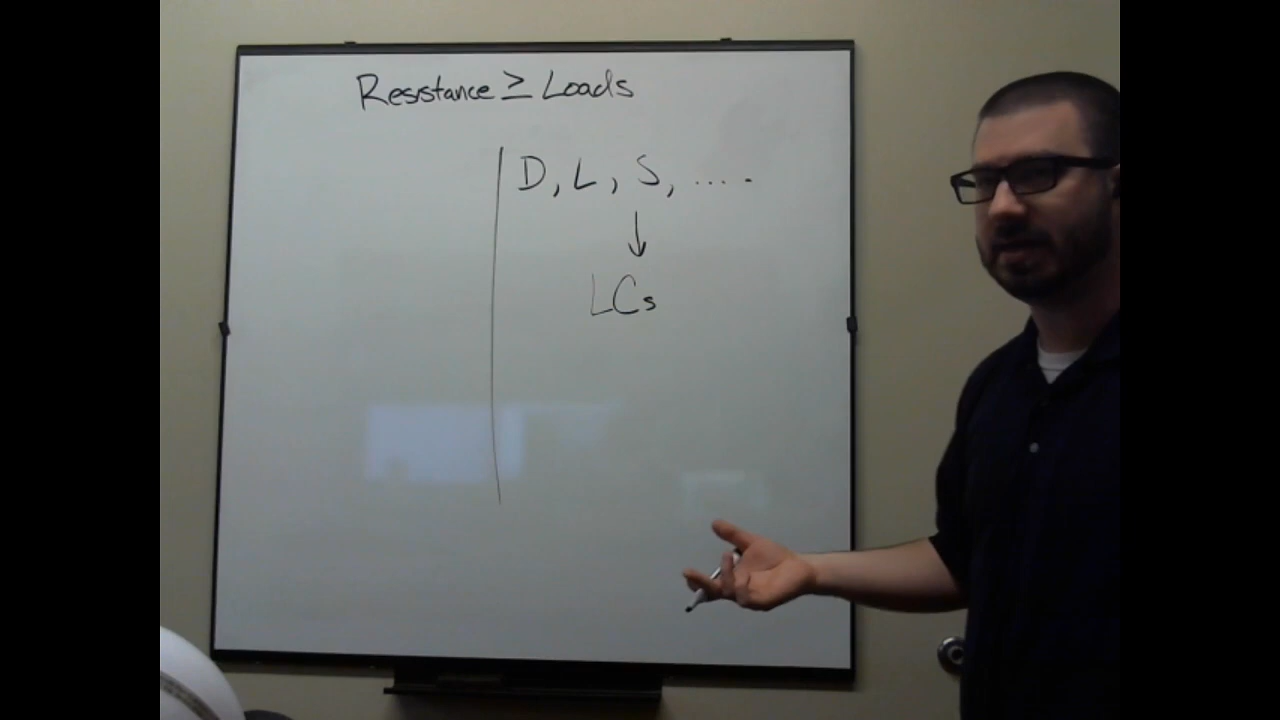 Resistance ≥ Loads
D, L, S, ....
LCs